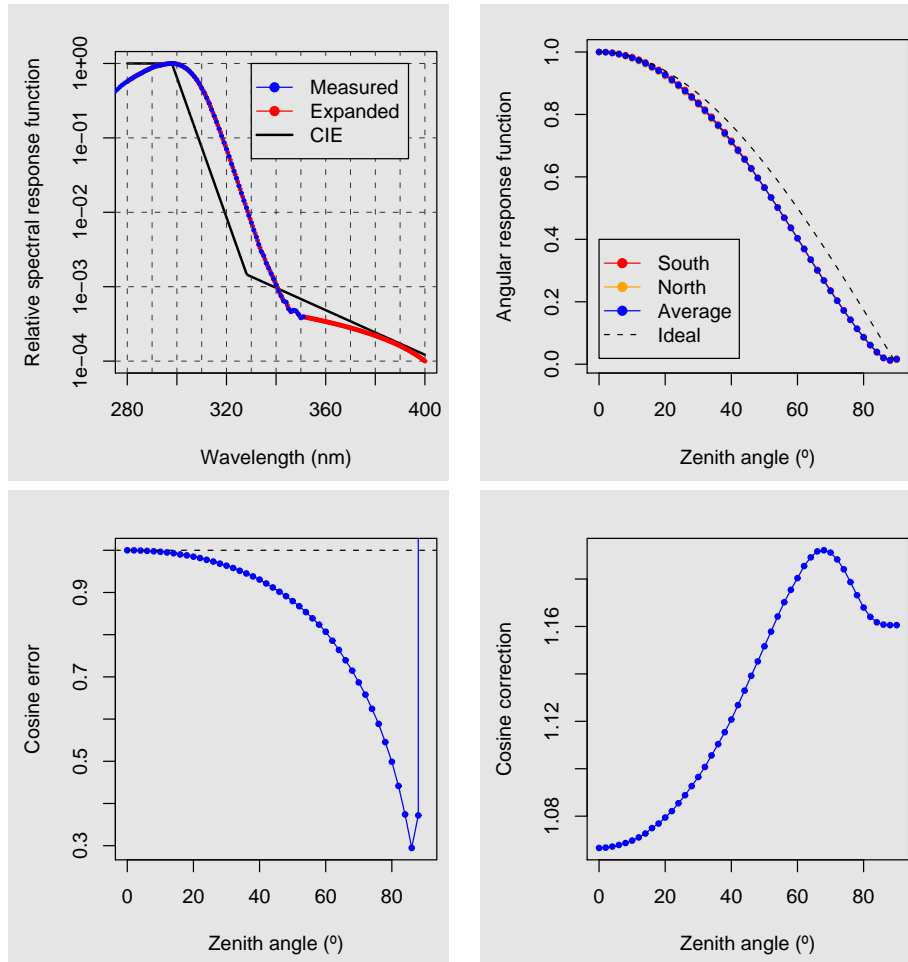 Relative spectral response function
1e+00
1e−01
1e−02
1e−03
1e−04
280
320
360
400
Wavelength (nm)
Measured
Expanded
CIE
Angular response function
1.0
0.8
0.6
0.4
0.2
0.0
0
20
40
60
80
Zenith angle (º)
South
North
Average
Ideal
Cosine error
0.9
0.7
0.5
0.3
0
20
40
60
80
Zenith angle (º)
Cosine correction
1.16
1.12
1.08
0
20
40
60
80
Zenith angle (º)